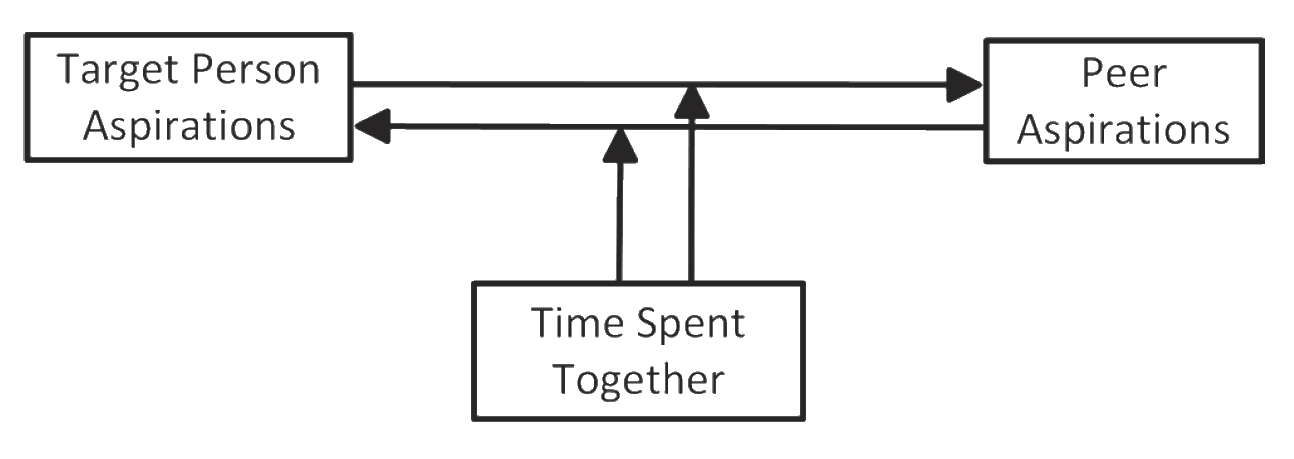 Target Person
Aspirations
Peer
Aspirations
Time Spent
Together